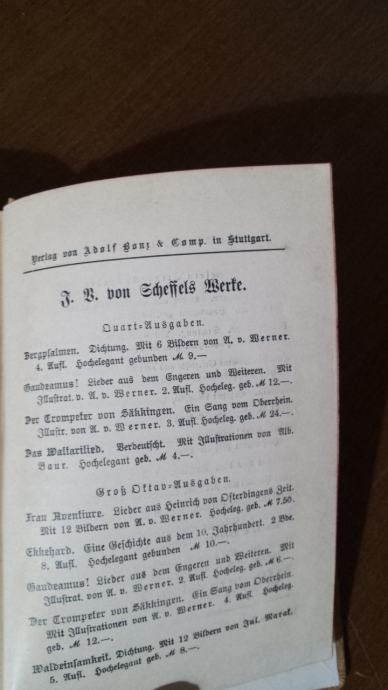 Verlag von Adolf Bonz & Comp. in Stuttgart.
J. V. von Scheffels Werke.
Quart-Ausgaben.
Bergpsalmen. Dichtung. Mit 6 Bildern von A. v. Werner.
4. Aufl. Hochelegant gebunden M 9.—
Gaudeamus! Lieder aus dem Engeren und Weiteren. Mit
Illustrat. v. A. v. Werner. 2. Aufl. Hocheleg. geb. M 12.—.
Der Trompeter von Säkkingen. Ein Sang vom Oberrhein.
Illustr. von A. v. Werner. 3. Aufl. Hocheleg. geb. M 24.—.
Das Waltarilied. Verdeutscht. Mit Illustrationen von Alb.
Baur. Hochelegant geb. M 4.—.
Groß Oktav-Ausgaben.
Frau Aventiure. Lieder aus Heinrich von Ofterdingens Zeit.
Mit 12 Bildern von A. v. Werner. Hocheleg. geb. M 7,50.
Ekkehard. Eine Geschichte aus dem 10. Jahrhundert. 2 Bde.
8. Aufl. Hochelegant gebunden M 10.—.
Gaudeamus! Lieder aus dem Engeren und Weiteren. Mit
Illustrat. von A. v. Werner. 2. Aufl. Hocheleg. geb. M 6.—.
Der Trompeter von Säkkingen. Ein Sang vom Oberrhein.
Mit Illustrationen von A. v. Werner. 4. Aufl. Hocheleg.
geb. M 12.—.
Waldeinsamkeit. Dichtung. Mit 12 Bildern von Jul. Marak.
5. Aufl. Hochelegant geb. M 8.—.